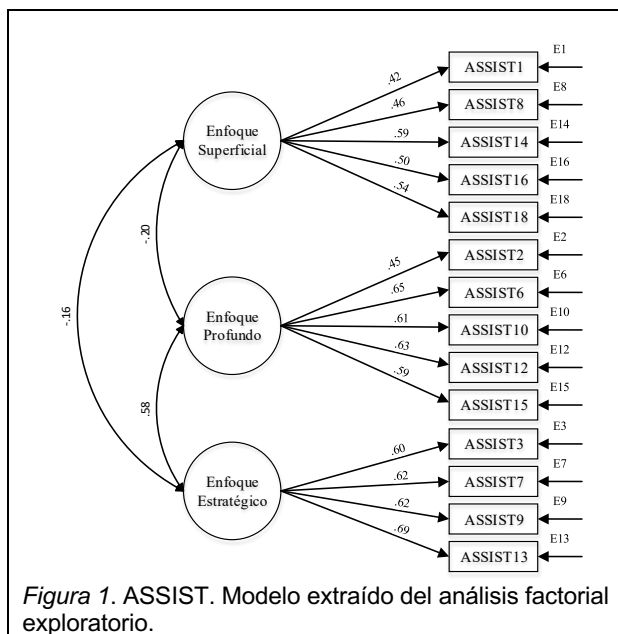 E1
.42
ASSIST1
E8
.46
ASSIST8
Enfoque
Superficial
E14
.59
ASSIST14
E16
.50
ASSIST16
E18
.54
ASSIST18
-.20
E2
.45
ASSIST2
E6
.65
ASSIST6
-.16
Enfoque
Profundo
E10
.61
ASSIST10
E12
.63
ASSIST12
E15
.59
ASSIST15
.58
E3
.60
ASSIST3
E7
.62
ASSIST7
Enfoque
Estratégico
E9
.62
ASSIST9
E13
.69
ASSIST13
Figura 1. ASSIST. Modelo extraído del análisis factorial
exploratorio.